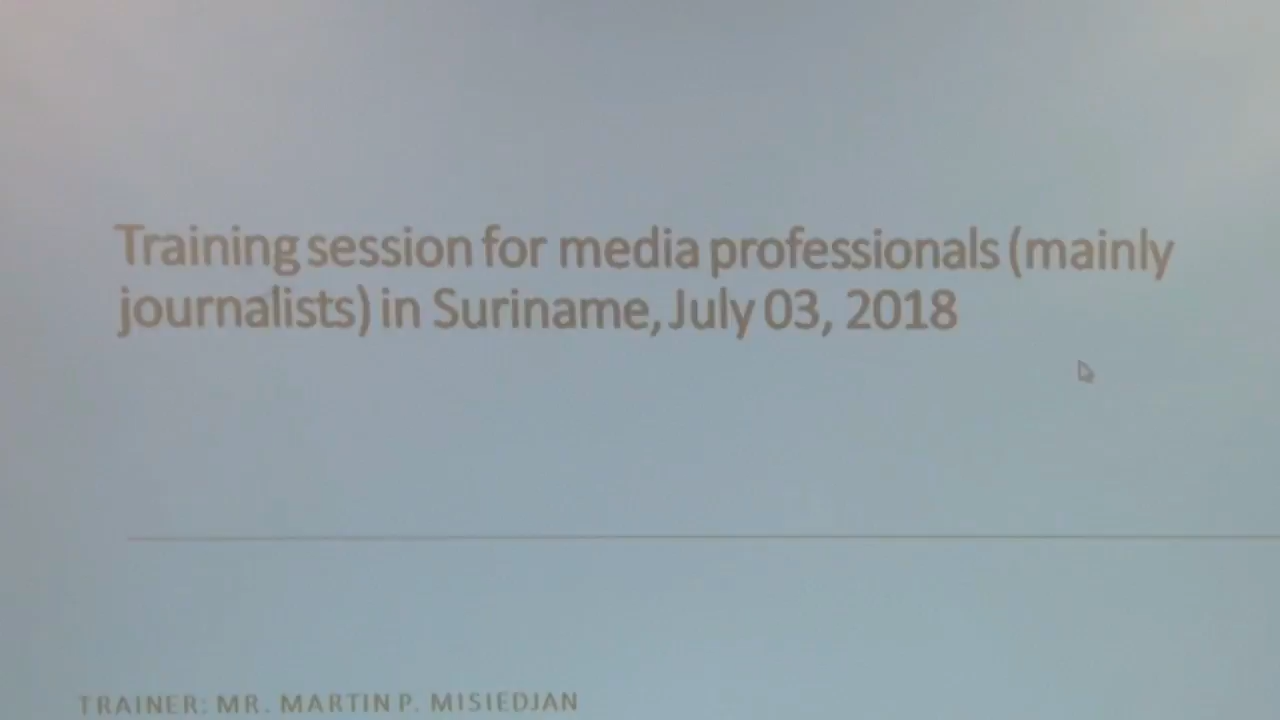 Training session for media professionals (mainly
journalists) in Suriname, July 03, 2018
TRAINER: MR. MARTIN P. MISIEDJAN